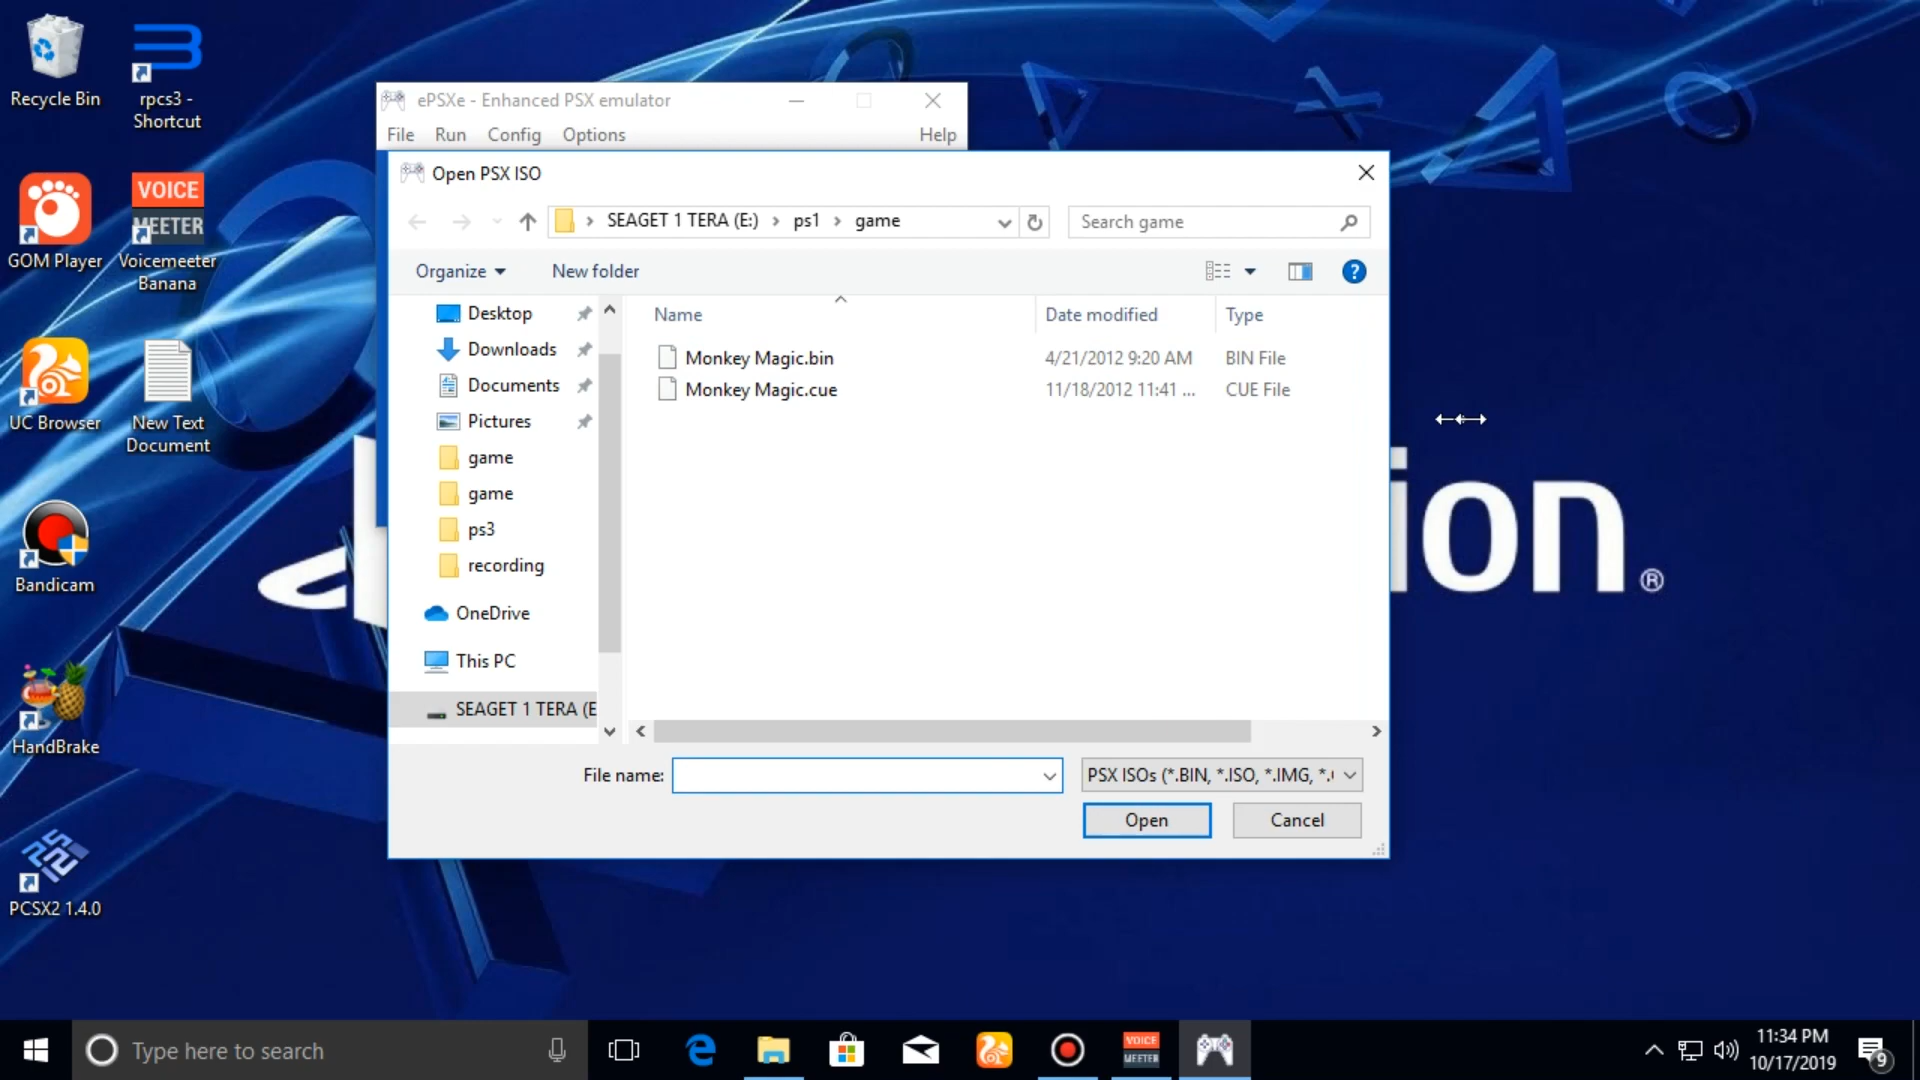 Recycle Bin
rpcs3 -
Shortcut
GOM Player
VOICE
MEETER
Voicemeeter
Banana
UC Browser
New Text
Document
Bandicam
HandBrake
PCSX2 1.4.0
ePSXe - Enhanced PSX emulator
File Run Config Options Help
Open PSX ISO
SEAGET 1 TERA (E:) › ps1 › game
Search game
Organize New folder
Desktop
Downloads
Documents
Pictures
game
game
ps3
recording
OneDrive
This PC
SEAGET 1 TERA (E
Name Date modified Type
Monkey Magic.bin 4/21/2012 9:20 AM BIN File
Monkey Magic.cue 11/18/2012 11:41 ... CUE File
File name: PSX ISOs (*.BIN, *.ISO, *.IMG, *.
Open Cancel
ion®
Type here to search
VOICE
MEETER
11:34 PM
10/17/2019
9